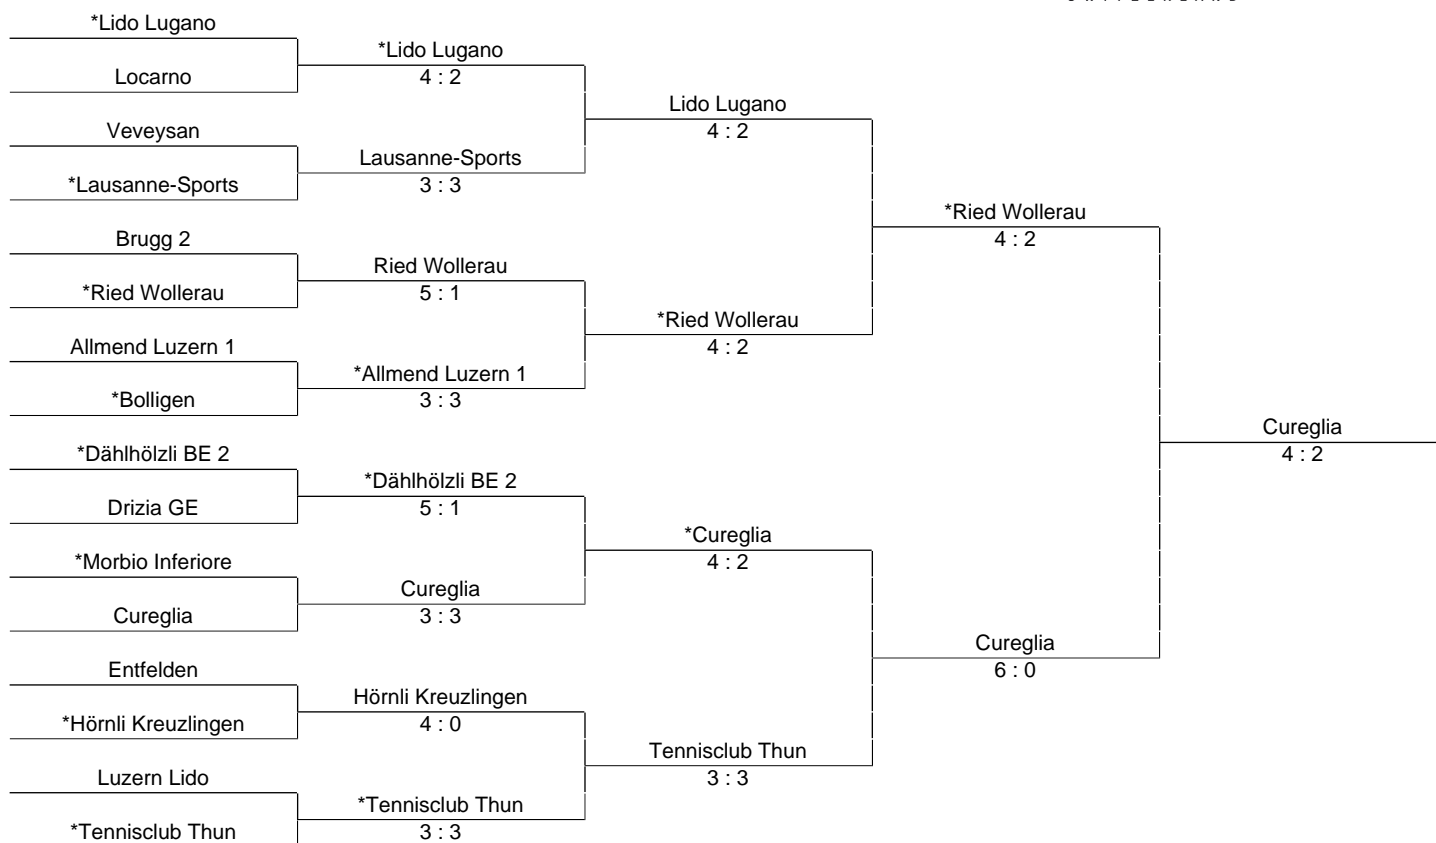 *Lido Lugano
Locarno
Veveysan
*Lausanne-Sports
Brugg 2
*Ried Wollerau
Allmend Luzern 1
*Bolligen
*Dählhölzli BE 2
Drizia GE
*Morbio Inferiore
Cureglia
Entfelden
*Hörnli Kreuzlingen
Luzern Lido
*Tennisclub Thun
*Lido Lugano
4 : 2
Lausanne-Sports
3 : 3
Ried Wollerau
5 : 1
*Allmend Luzern 1
3 : 3
*Dählhölzli BE 2
5 : 1
Cureglia
3 : 3
Hörnli Kreuzlingen
4 : 0
*Tennisclub Thun
3 : 3
Lido Lugano
4 : 2
*Ried Wollerau
4 : 2
*Cureglia
4 : 2
Tennisclub Thun
3 : 3
*Ried Wollerau
4 : 2
Cureglia
6 : 0
Cureglia
4 : 2